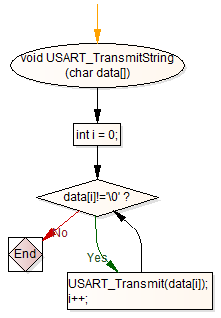 void USART_TransmitString
(char data[])
int i = 0;
data[i]!='\0' ?
No
Yes
End
USART_Transmit(data[i]);
i++;